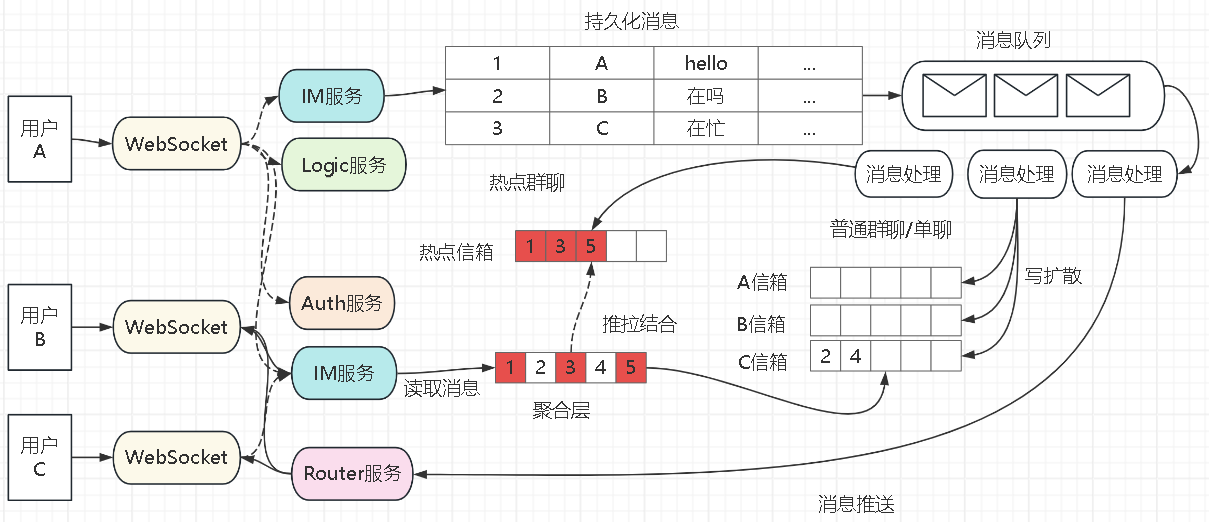 持久化消息
消息队列
1 A hello ...
2 B 在吗 ...
3 C 在忙 ...
用户
A
WebSocket
IM服务
Logic服务
热点群聊
消息处理
消息处理
消息处理
热点信箱
1 3 5
普通群聊/单聊
A信箱
写扩散
B信箱
C信箱
2 4
用户
B
WebSocket
Auth服务
推拉结合
IM服务
读取消息
1 2 3 4 5
聚合层
用户
C
WebSocket
Router服务
消息推送